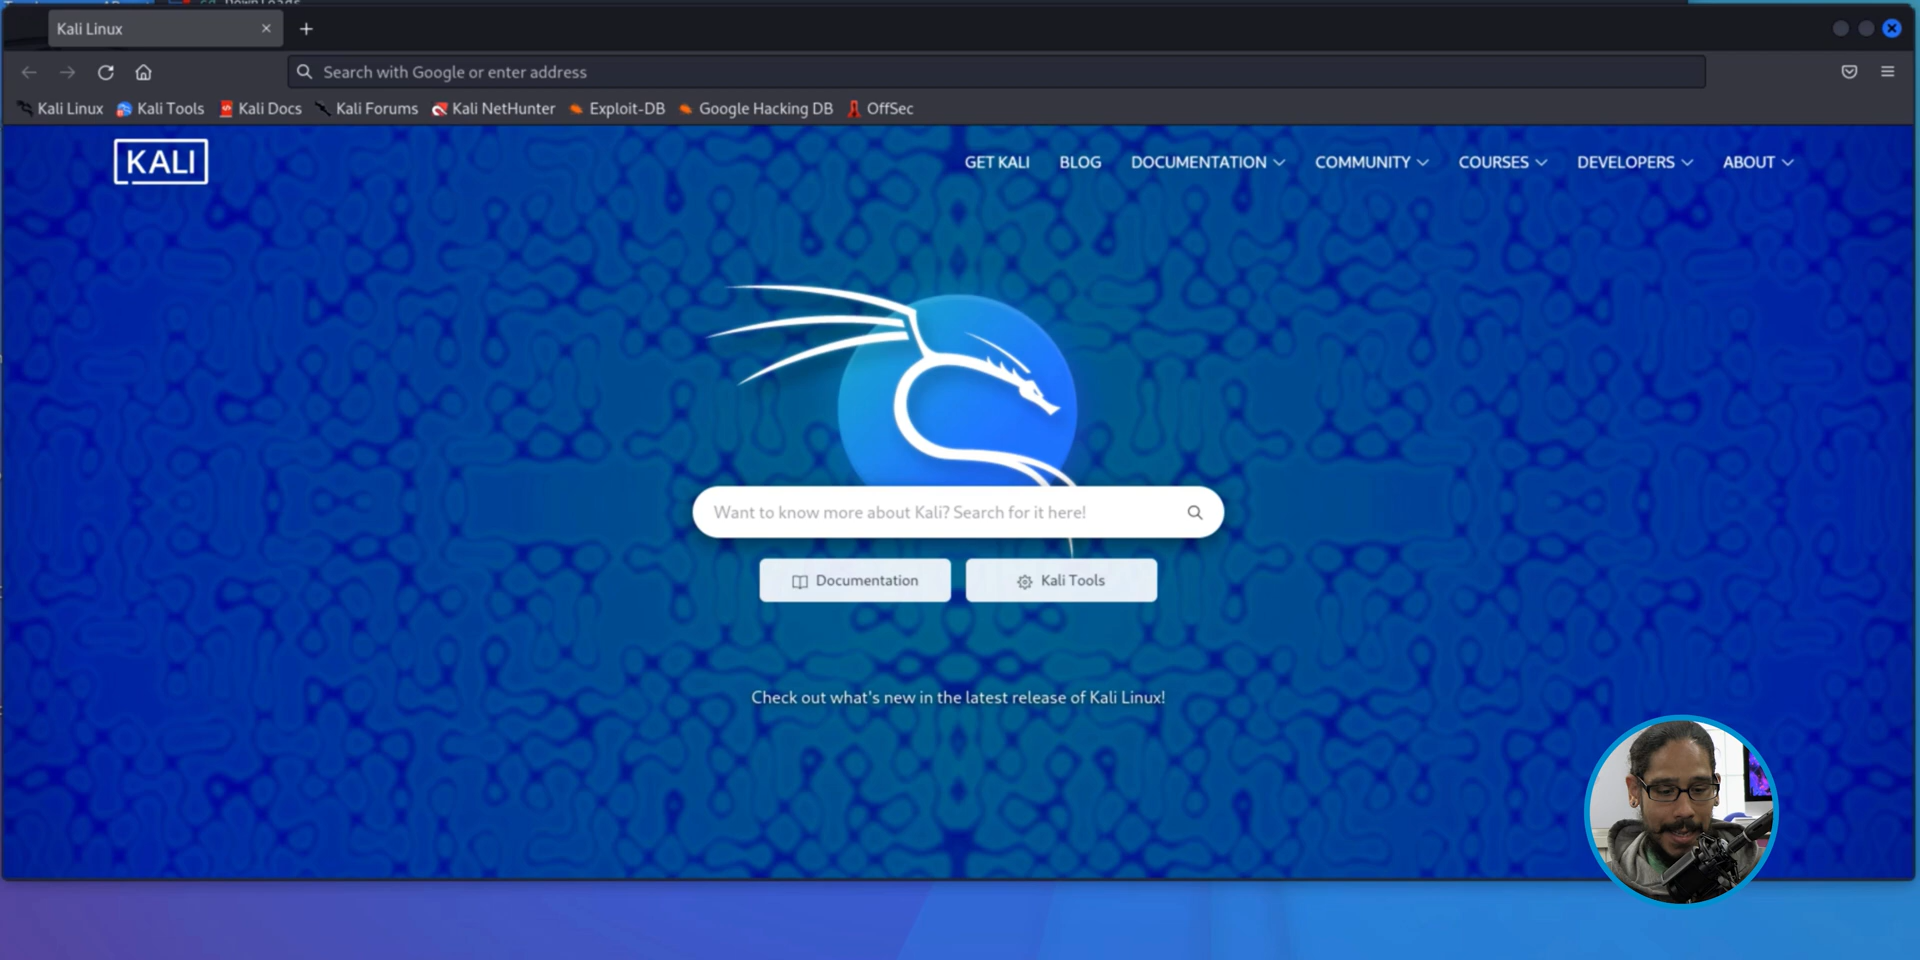 Kali Linux
Search with Google or enter address
Kali Linux Kali Tools Kali Docs Kali Forums Kali NetHunter Exploit-DB Google Hacking DB OffSec
KALI GET KALI BLOG DOCUMENTATION COMMUNITY COURSES DEVELOPERS ABOUT
Want to know more about Kali? Search for it here!
Documentation Kali Tools
Check out what's new in the latest release of Kali Linux!